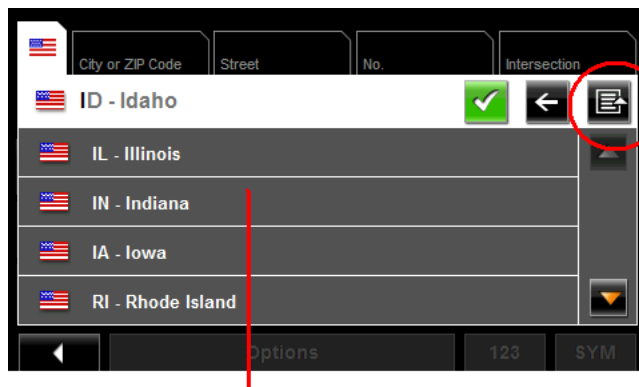 City or ZIP Code Street No. Intersection
ID - Idaho
IL - Illinois
IN - Indiana
IA - Iowa
RI - Rhode Island
Options 123 SYM